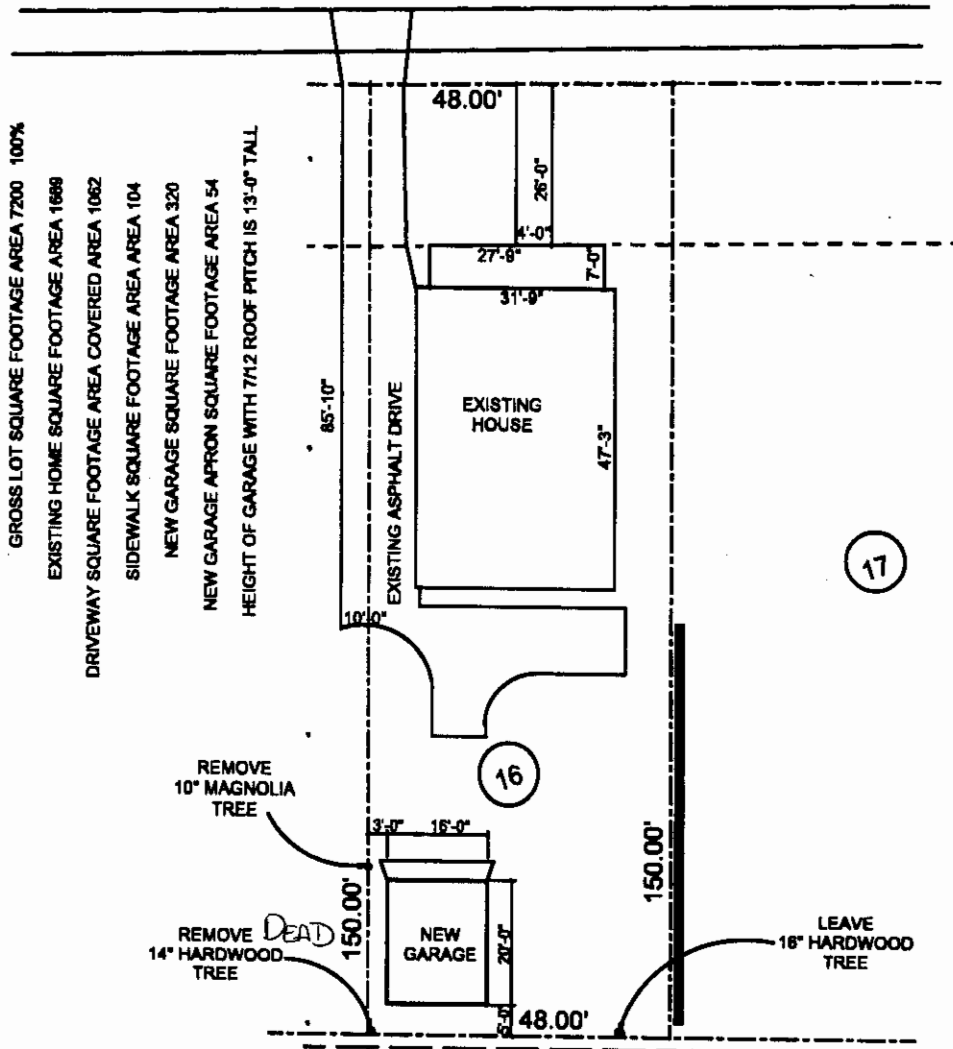 GROSS LOT SQUARE FOOTAGE AREA 7200 100%
EXISTING HOME SQUARE FOOTAGE AREA 1689
DRIVEWAY SQUARE FOOTAGE AREA COVERED AREA 1062
SIDEWALK SQUARE FOOTAGE AREA AREA 104
NEW GARAGE SQUARE FOOTAGE AREA 320
NEW GARAGE APRON SQUARE FOOTAGE AREA 54
HEIGHT OF GARAGE WITH 7/12 ROOF PITCH IS 13'-0" TALL
48.00'
26'-0"
4'-0"
27'-9"
7'-0"
31'-9"
85'-10"
EXISTING ASPHALT DRIVE
EXISTING
HOUSE
47'-3"
17
10'-0"
16
REMOVE
10" MAGNOLIA
TREE
3'-0" 16'-0"
150.00'
150.00'
REMOVE DEAD
14" HARDWOOD
TREE
NEW
GARAGE
20'-0"
LEAVE
16" HARDWOOD
TREE
48.00'